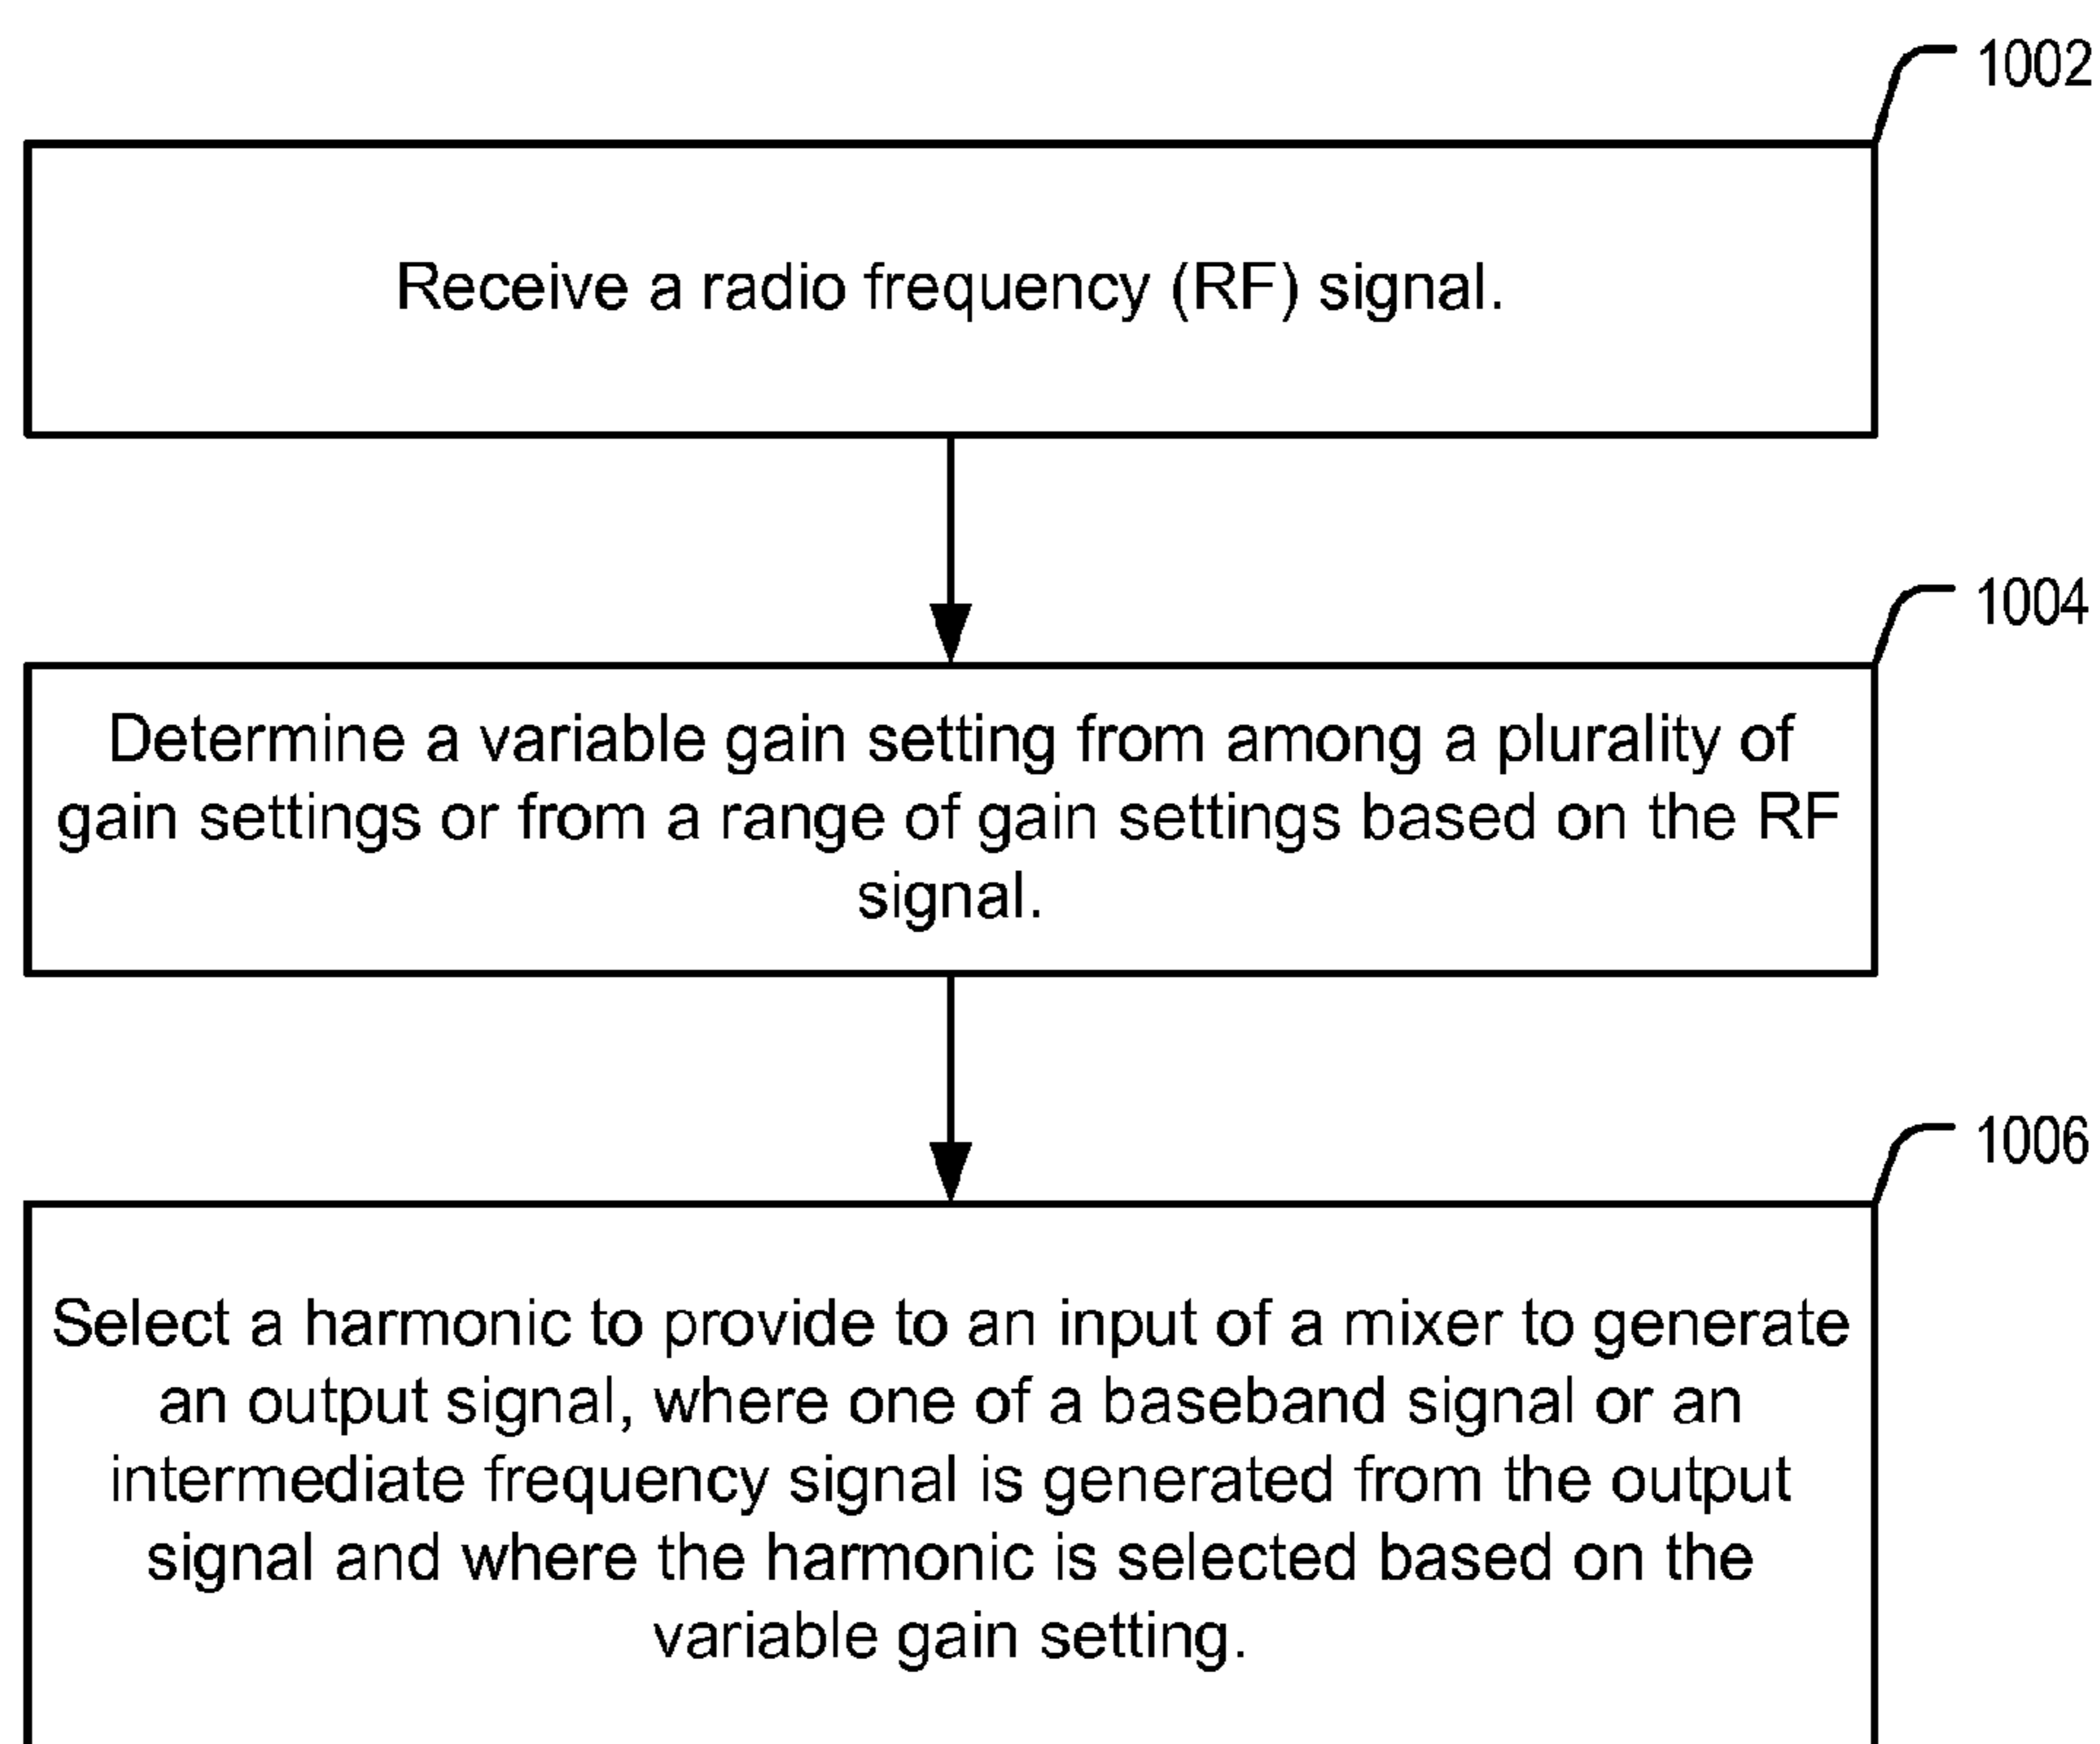 1002
Receive a radio frequency (RF) signal.
1004
Determine a variable gain setting from among a plurality of
gain settings or from a range of gain settings based on the RF
signal.
1006
Select a harmonic to provide to an input of a mixer to generate
an output signal, where one of a baseband signal or an
intermediate frequency signal is generated from the output
signal and where the harmonic is selected based on the
variable gain setting.